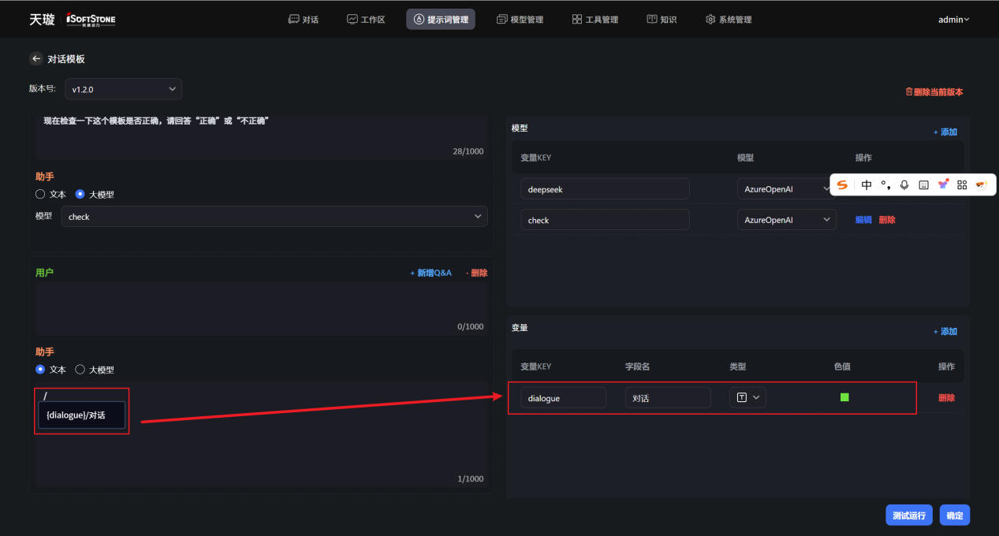 天璇 iSOFTSTONE 软通动力
对话
工作区
提示词管理
模型管理
工具管理
知识
系统管理
admin
对话模板
版本号:
v1.2.0
删除当前版本
现在检查一下这个模板是否正确，请回答“正确”或“不正确”
28/1000
助手
文本
大模型
模型
check
用户
+ 新增Q&A
- 删除
0/1000
助手
文本
大模型
/
{dialogue}/对话
1/1000
模型
+ 添加
变量KEY
模型
操作
deepseek
AzureOpenAI
中
check
AzureOpenAI
编辑
删除
变量
+ 添加
变量KEY
字段名
类型
色值
操作
dialogue
对话
T
删除
测试运行
确定